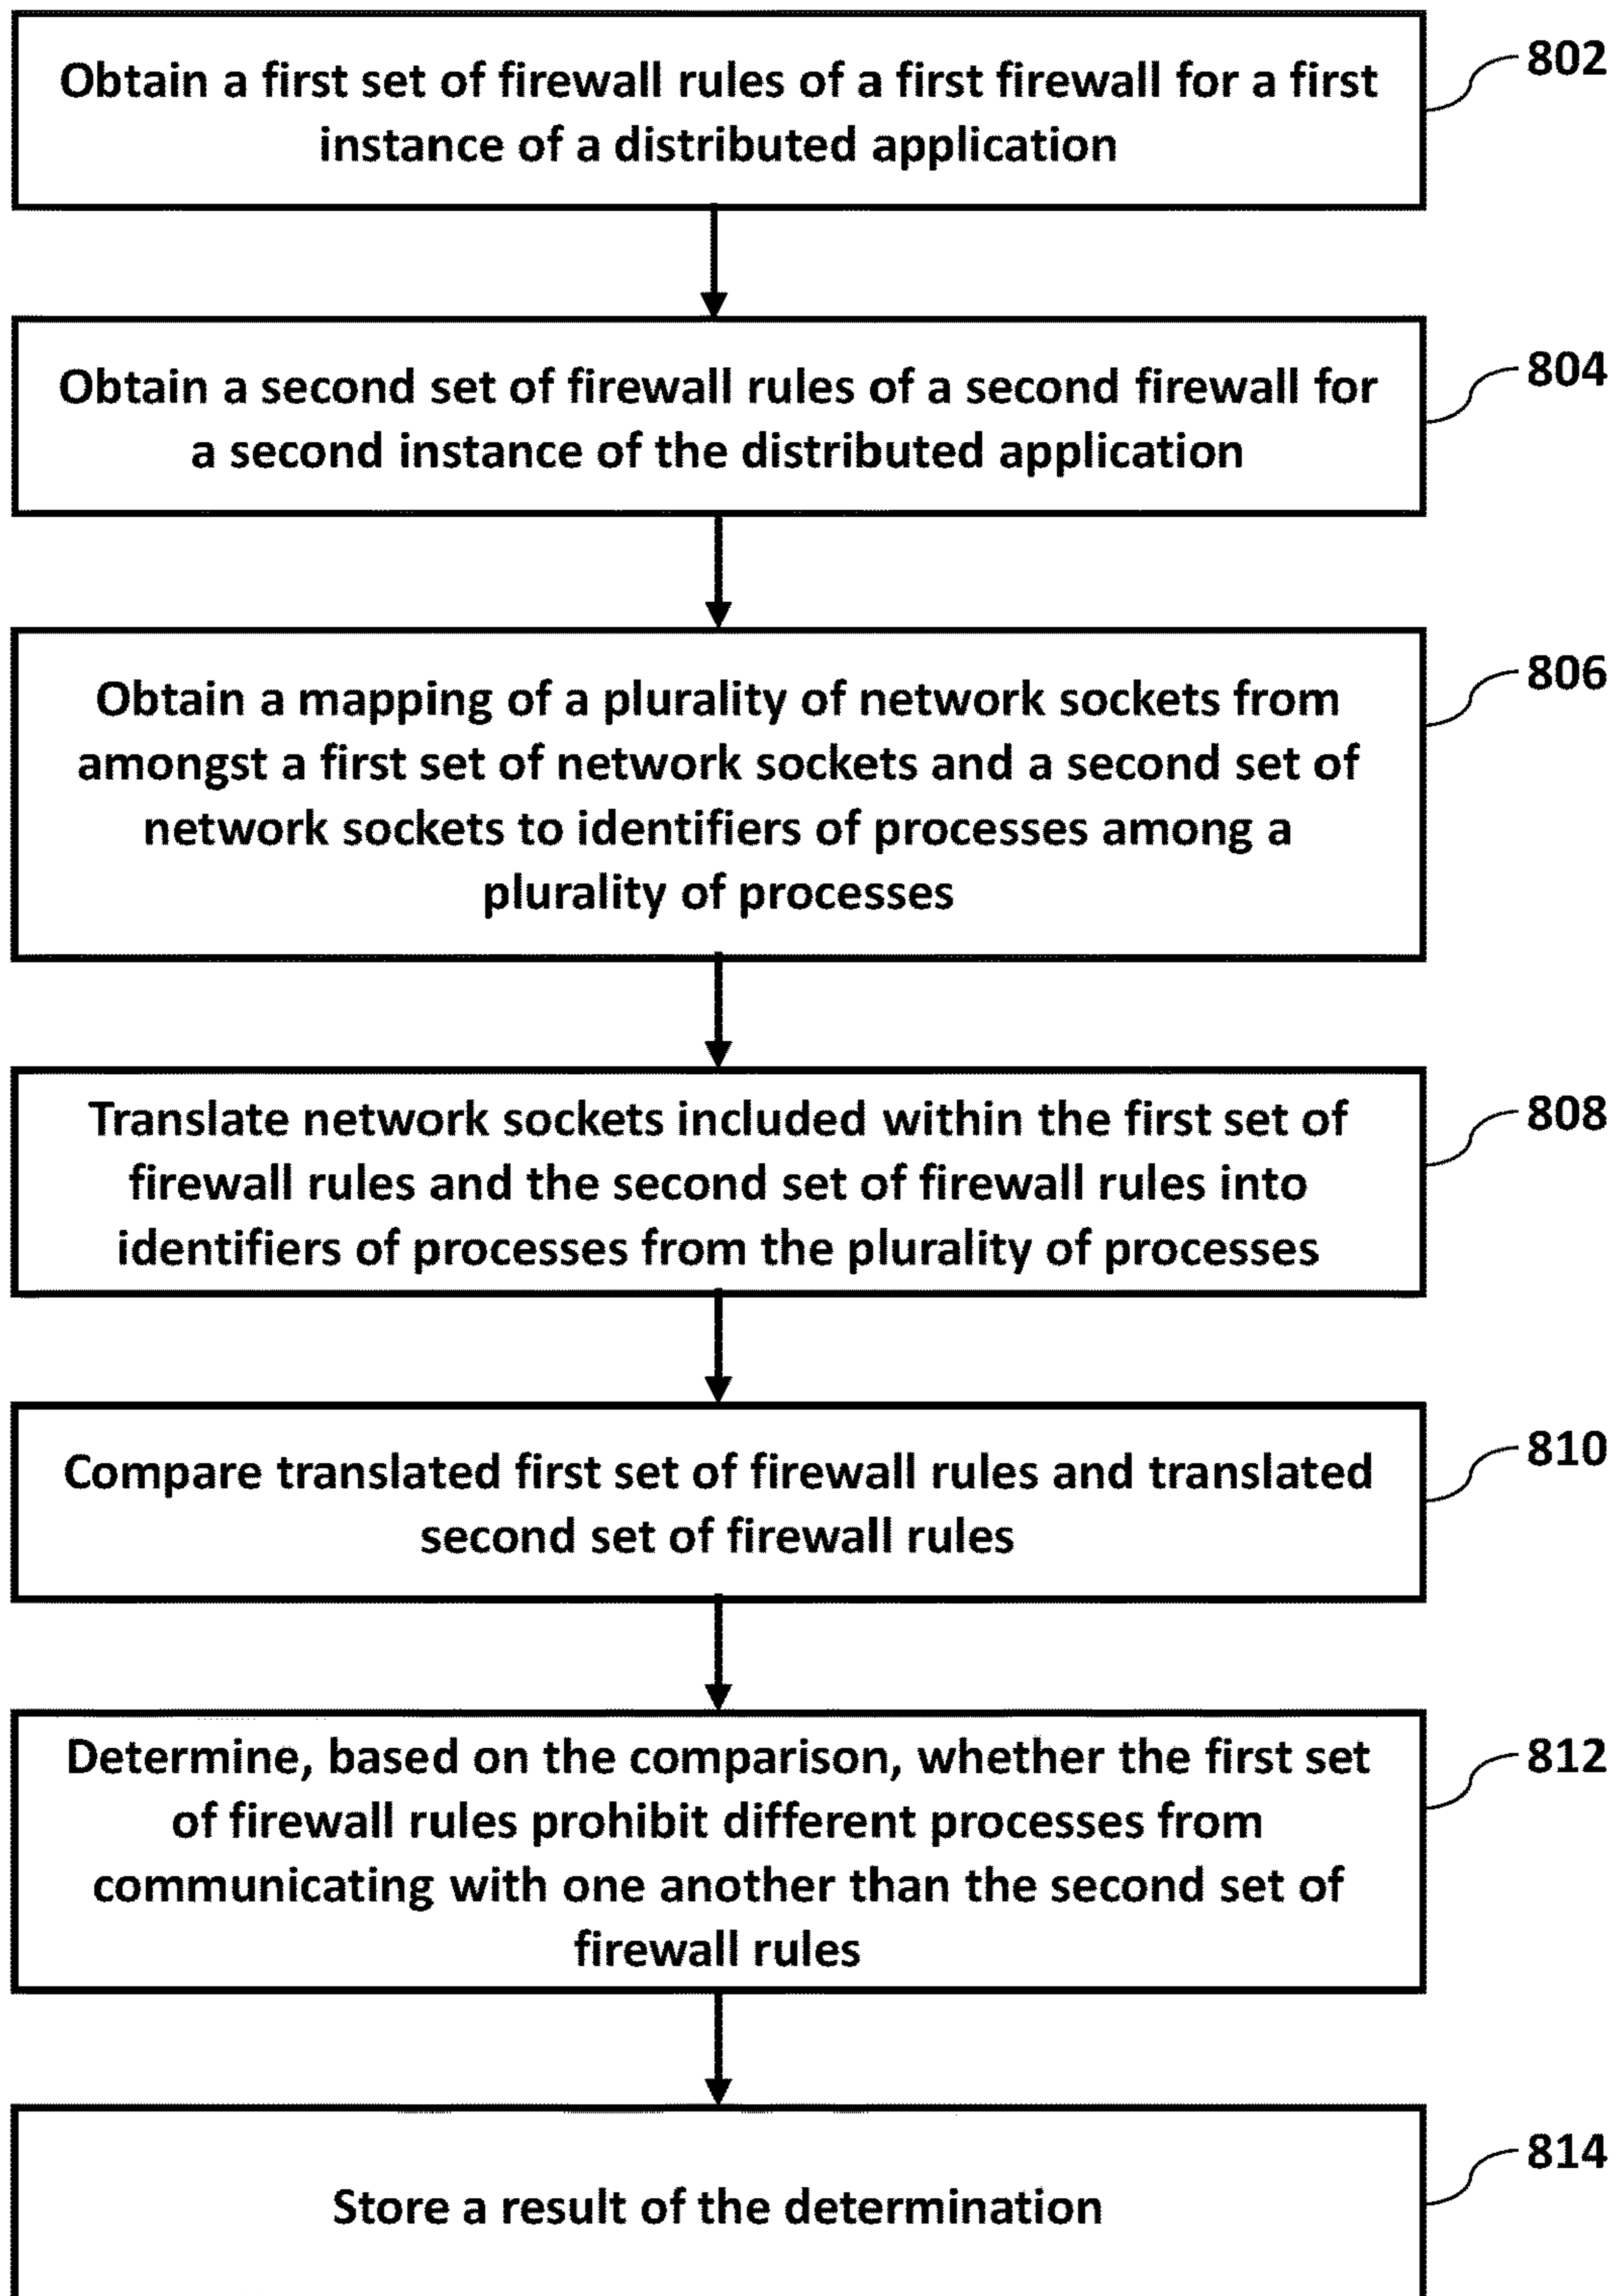 Obtain a first set of firewall rules of a first firewall for a first
instance of a distributed application
802
Obtain a second set of firewall rules of a second firewall for
a second instance of the distributed application
804
Obtain a mapping of a plurality of network sockets from
amongst a first set of network sockets and a second set of
network sockets to identifiers of processes among a
plurality of processes
806
Translate network sockets included within the first set of
firewall rules and the second set of firewall rules into
identifiers of processes from the plurality of processes
808
Compare translated first set of firewall rules and translated
second set of firewall rules
810
Determine, based on the comparison, whether the first set
of firewall rules prohibit different processes from
communicating with one another than the second set of
firewall rules
812
Store a result of the determination
814